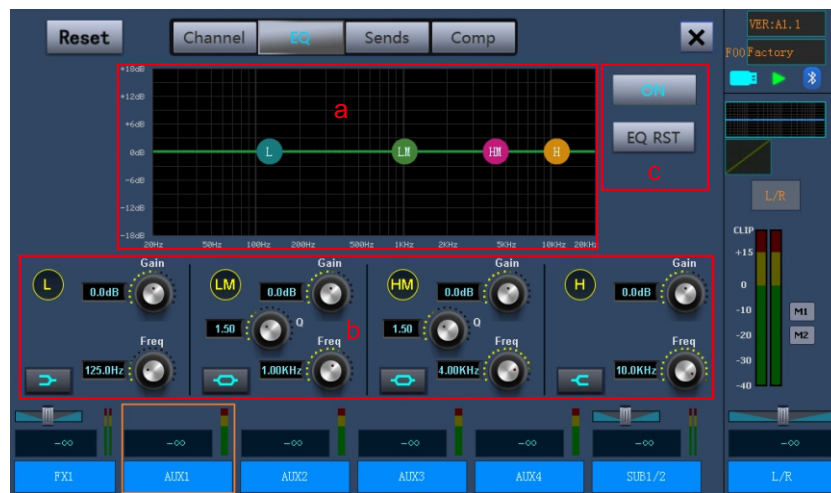 Reset Channel EQ Sends Comp X VER:A1.1
F00 Factory
+18dB
+12dB
+6dB
0dB
-6dB
-12dB
-18dB
20Hz 50Hz 100Hz 200Hz 500Hz 1KHz 2KHz 5KHz 10KHz 20KHz
a
L LM HM H
ON
EQ RST
c
L/R
CLIP
+15
0
-10
-20
-30
-40
M1
M2
L 0.0dB Gain
125.0Hz Freq
LM 0.0dB Gain
1.50 Q
1.00KHz Freq
b
HM 0.0dB Gain
1.50 Q
4.00KHz Freq
H 0.0dB Gain
10.0KHz Freq
-∞ -∞ -∞ -∞ -∞ -∞ -∞
FX1 AUX1 AUX2 AUX3 AUX4 SUB1/2 L/R